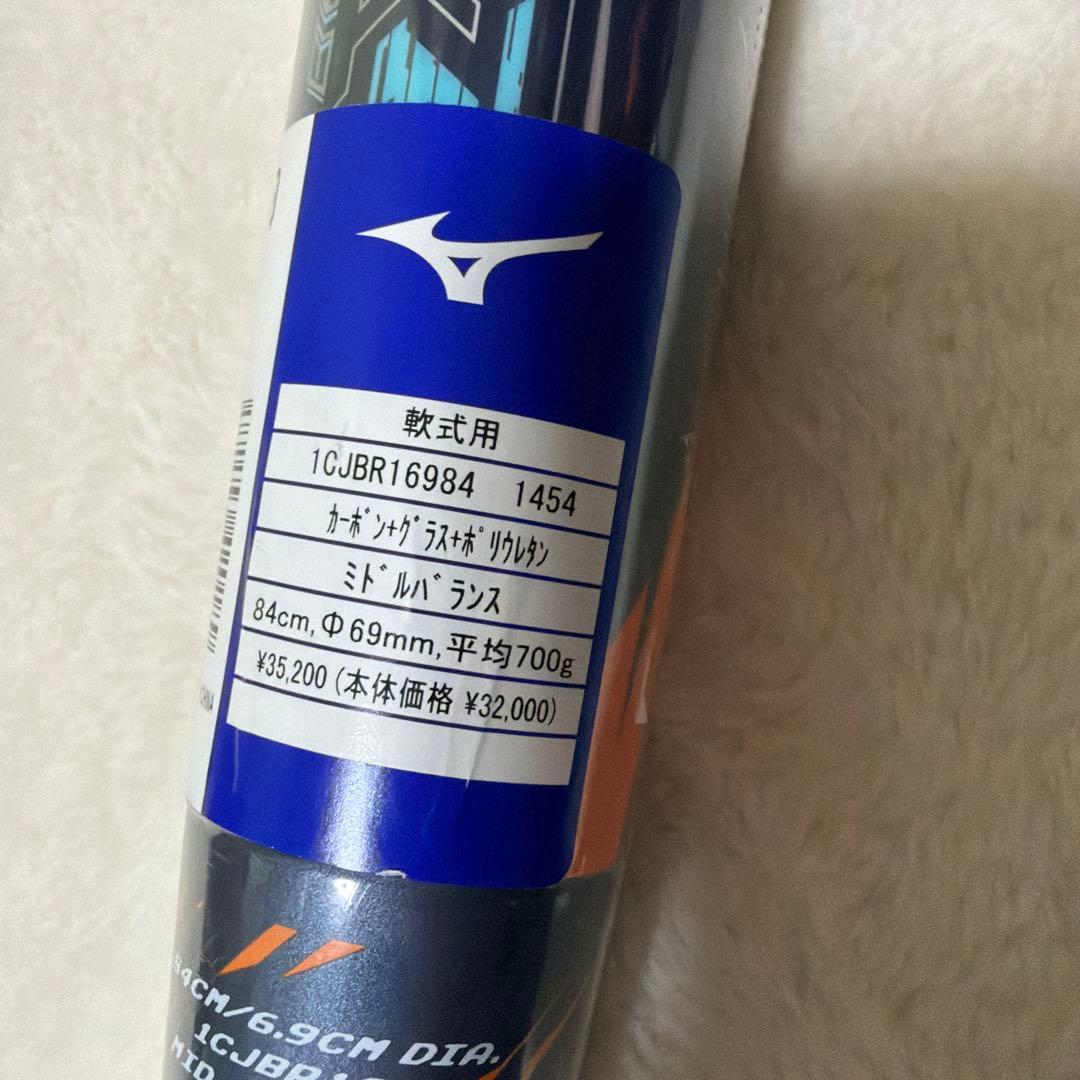 軟式用
1CJBR16984 1454
ｶｰﾎﾞﾝ+ｸﾞﾗｽ+ﾎﾟﾘｳﾚﾀﾝ
ﾐﾄﾞﾙﾊﾞﾗﾝｽ
84cm,Φ69mm,平均700g
¥35,200 (本体価格 ¥32,000)
84CM/6.9CM DIA.
MID